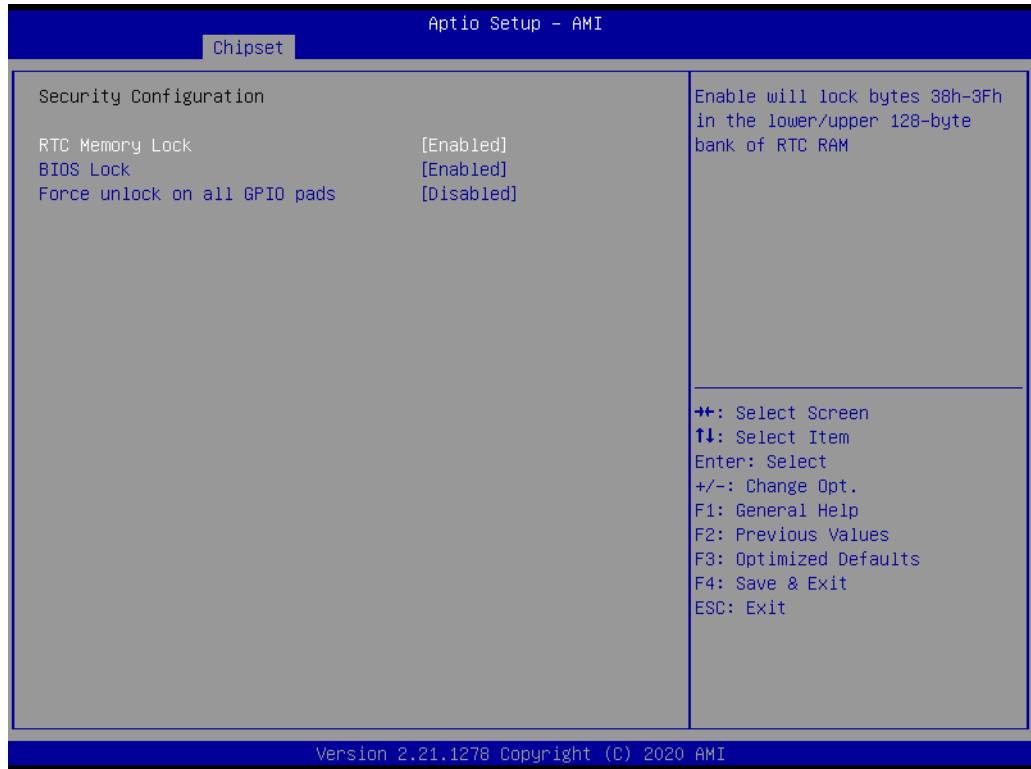 Aptio Setup – AMI
Chipset
Security Configuration
RTC Memory Lock [Enabled]
BIOS Lock [Enabled]
Force unlock on all GPIO pads [Disabled]
Enable will lock bytes 38h-3Fh
in the lower/upper 128-byte
bank of RTC RAM
→←: Select Screen
↑↓: Select Item
Enter: Select
+/-: Change Opt.
F1: General Help
F2: Previous Values
F3: Optimized Defaults
F4: Save & Exit
ESC: Exit
Version 2.21.1278 Copyright (C) 2020 AMI